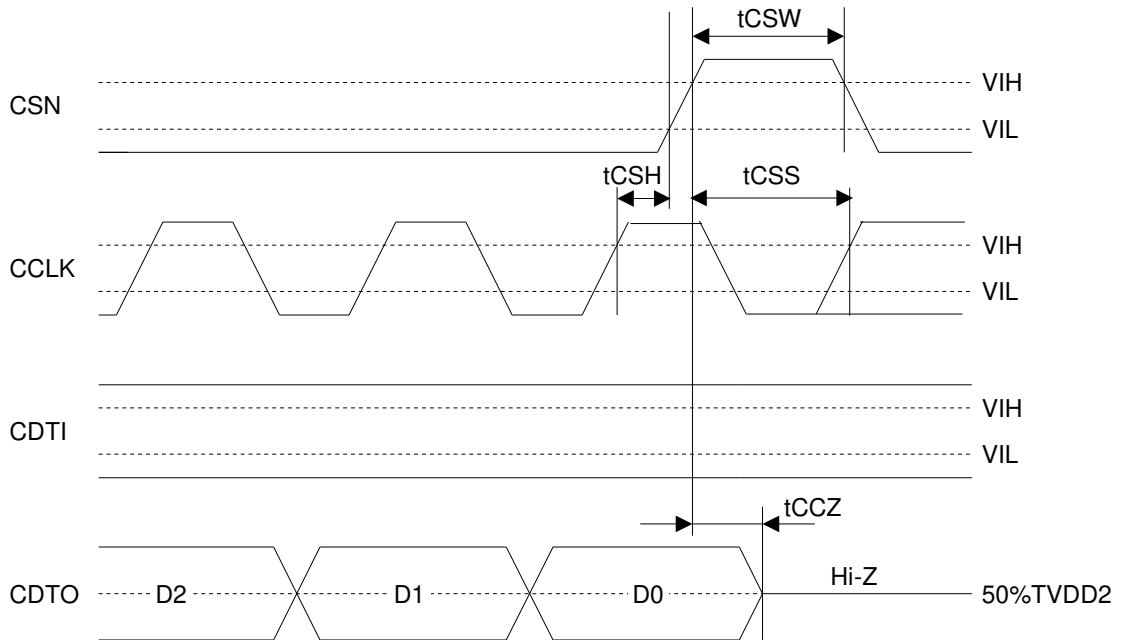 tCSW
VIH
CSN
VIL
tCSH
tCSS
VIH
CCLK
VIL
VIH
CDTI
VIL
tCCZ
Hi-Z
CDTO D2 D1 D0 50%TVDD2